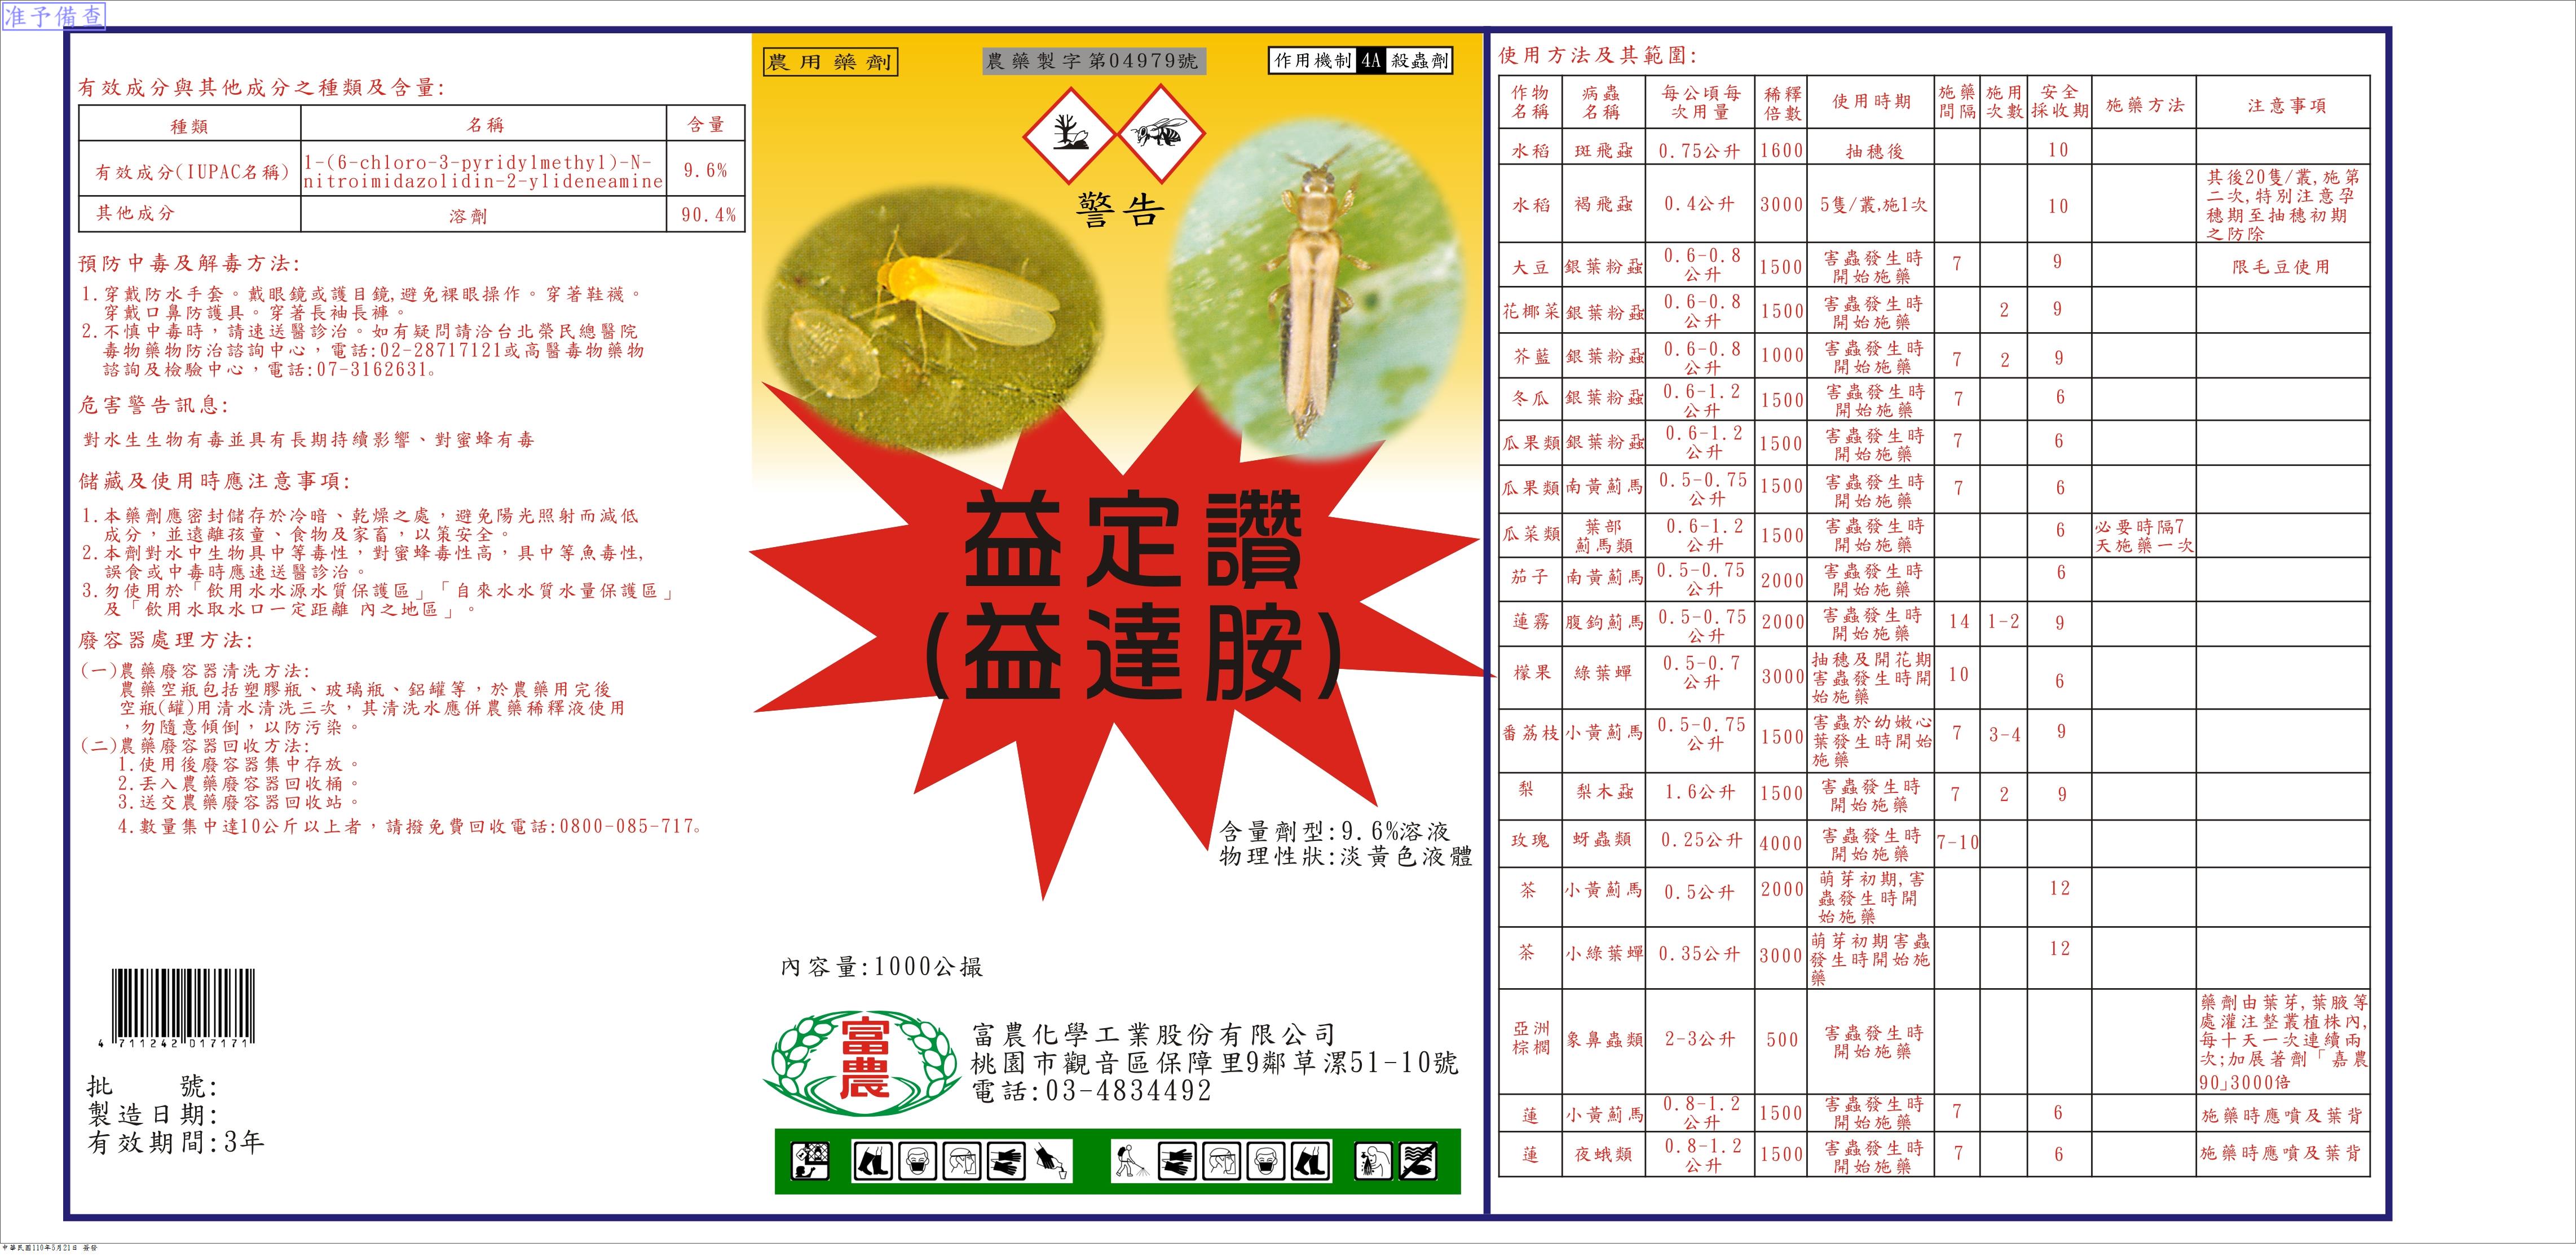 准予備查
有效成分與其他成分之種類及含量:
種類 名稱 含量
有效成分(IUPAC名稱) 1-(6-chloro-3-pyridylmethyl)-N-
nitroimidazolidin-2-ylideneamine 9.6%
其他成分 溶劑 90.4%
預防中毒及解毒方法:
1.穿戴防水手套。戴眼鏡或護目鏡,避免裸眼操作。穿著鞋襪。
穿戴口鼻防護具。穿著長袖長褲。
2.不慎中毒時，請速送醫診治。如有疑問請洽台北榮民總醫院
毒物藥物防治諮詢中心，電話:02-28717121或高醫毒物藥物
諮詢及檢驗中心，電話:07-3162631。
危害警告訊息:
對水生生物有毒並具有長期持續影響、對蜜蜂有毒
儲藏及使用時應注意事項:
1.本藥劑應密封儲存於冷暗、乾燥之處，避免陽光照射而減低
成分，並遠離孩童、食物及家畜，以策安全。
2.本劑對水中生物具中等毒性，對蜜蜂毒性高，具中等魚毒性,
誤食或中毒時應速送醫診治。
3.勿使用於「飲用水水源水質保護區」「自來水水質水量保護區」
及「飲用水取水口一定距離 內之地區」。
廢容器處理方法:
(一)農藥廢容器清洗方法:
農藥空瓶包括塑膠瓶、玻璃瓶、鋁罐等，於農藥用完後
空瓶(罐)用清水清洗三次，其清洗水應併農藥稀釋液使用
，勿隨意傾倒，以防污染。
(二)農藥廢容器回收方法:
1.使用後廢容器集中存放。
2.丟入農藥廢容器回收桶。
3.送交農藥廢容器回收站。
4.數量集中達10公斤以上者，請撥免費回收電話:0800-085-717。
4 711242 017171
批 號:
製造日期:
有效期間:3年
農用藥劑
農藥製字第04979號
作用機制 4A 殺蟲劑
警告
益定讚
(益達胺)
含量劑型:9.6%溶液
物理性狀:淡黃色液體
內容量:1000公撮
富農
富農化學工業股份有限公司
桃園市觀音區保障里9鄰草漯51-10號
電話:03-4834492
使用方法及其範圍:
作物名稱 病蟲名稱 每公頃每次用量 稀釋倍數 使用時期 施藥間隔 施用次數 安全採收期 施藥方法 注意事項
水稻 斑飛蝨 0.75公升 1600 抽穗後 10
水稻 褐飛蝨 0.4公升 3000 5隻/叢,施1次 10 其後20隻/叢,施第二次,特別注意孕穗期至抽穗初期之防除
大豆 銀葉粉蝨 0.6-0.8公升 1500 害蟲發生時開始施藥 7 9 限毛豆使用
花椰菜 銀葉粉蝨 0.6-0.8公升 1500 害蟲發生時開始施藥 2 9
芥藍 銀葉粉蝨 0.6-0.8公升 1000 害蟲發生時開始施藥 7 2 9
冬瓜 銀葉粉蝨 0.6-1.2公升 1500 害蟲發生時開始施藥 7 6
瓜果類 銀葉粉蝨 0.6-1.2公升 1500 害蟲發生時開始施藥 7 6
瓜果類 南黃薊馬 0.5-0.75公升 1500 害蟲發生時開始施藥 7 6
瓜菜類 葉部薊馬類 0.6-1.2公升 1500 害蟲發生時開始施藥 6 必要時隔7天施藥一次
茄子 南黃薊馬 0.5-0.75公升 2000 害蟲發生時開始施藥 6
蓮霧 腹鉤薊馬 0.5-0.75公升 2000 害蟲發生時開始施藥 14 1-2 9
檬果 綠葉蟬 0.5-0.7公升 3000 抽穗及開花期害蟲發生時開始施藥 10 6
番荔枝 小黃薊馬 0.5-0.75公升 1500 害蟲於幼嫩心葉發生時開始施藥 7 3-4 9
梨 梨木蝨 1.6公升 1500 害蟲發生時開始施藥 7 2 9
玫瑰 蚜蟲類 0.25公升 4000 害蟲發生時開始施藥 7-10
茶 小黃薊馬 0.5公升 2000 萌芽初期,害蟲發生時開始施藥 12
茶 小綠葉蟬 0.35公升 3000 萌芽初期害蟲發生時開始施藥 12
亞洲棕櫚 象鼻蟲類 2-3公升 500 害蟲發生時開始施藥 藥劑由葉芽,葉腋等處灌注整叢植株內,每十天一次連續兩次;加展著劑「嘉農90」3000倍
蓮 小黃薊馬 0.8-1.2公升 1500 害蟲發生時開始施藥 7 6 施藥時應噴及葉背
蓮 夜蛾類 0.8-1.2公升 1500 害蟲發生時開始施藥 7 6 施藥時應噴及葉背
中華民國110年5月21日 簽發